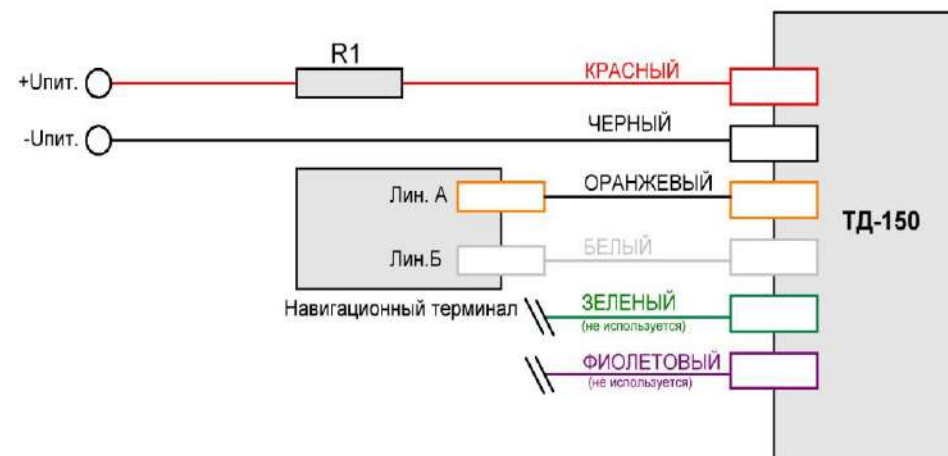 R1
+Uпит.
КРАСНЫЙ
-Uпит.
ЧЕРНЫЙ
Лин. А
ОРАНЖЕВЫЙ
ТД-150
Лин.Б
БЕЛЫЙ
Навигационный терминал
ЗЕЛЕНЫЙ
(не используется)
ФИОЛЕТОВЫЙ
(не используется)